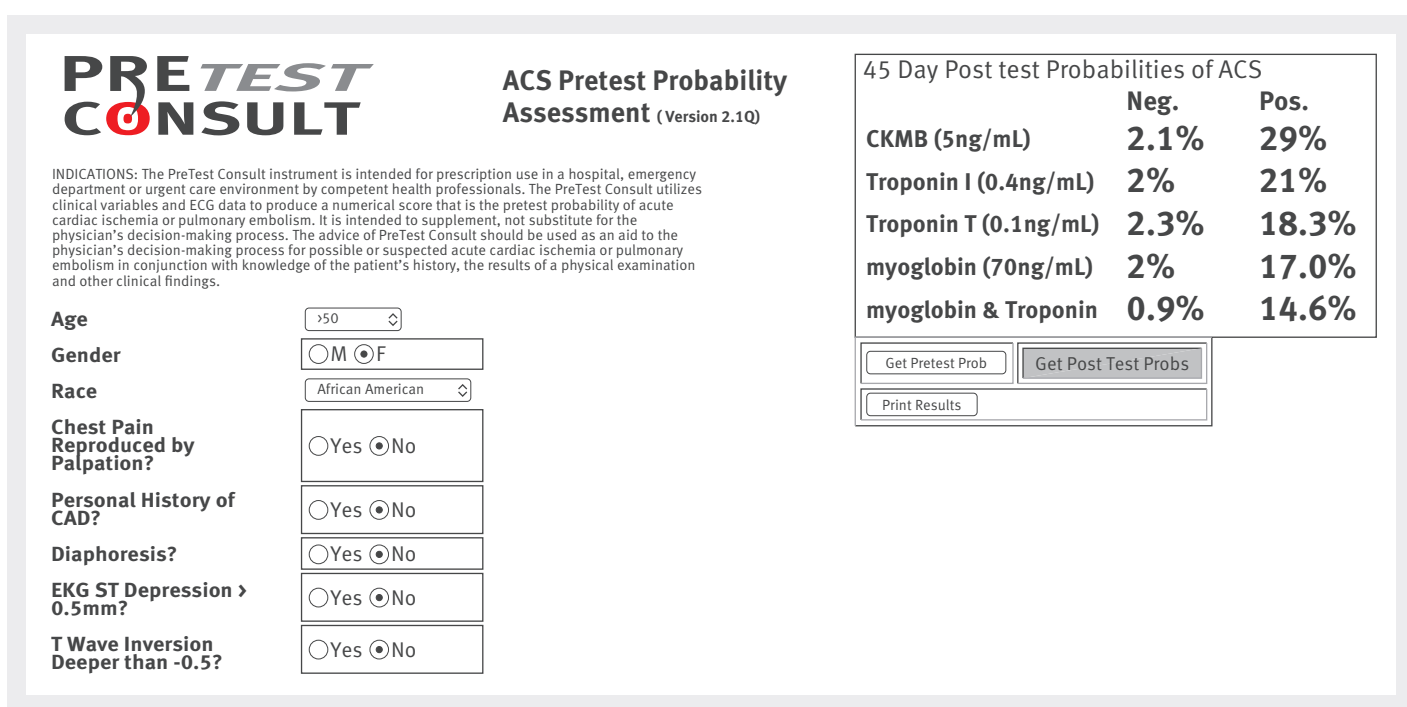 PRETEST
CONSULT
ACS Pretest Probability
Assessment ( Version 2.1Q)
INDICATIONS: The PreTest Consult instrument is intended for prescription use in a hospital, emergency
department or urgent care environment by competent health professionals. The PreTest Consult utilizes
clinical variables and ECG data to produce a numerical score that is the pretest probability of acute
cardiac ischemia or pulmonary embolism. It is intended to supplement, not substitute for the
physician’s decision-making process. The advice of PreTest Consult should be used as an aid to the
physician’s decision-making process for possible or suspected acute cardiac ischemia or pulmonary
embolism in conjunction with knowledge of the patient’s history, the results of a physical examination
and other clinical findings.
Age >50
Gender M F
Race African American
Chest Pain
Reproduced by
Palpation?
Yes No
Personal History of
CAD?
Yes No
Diaphoresis? Yes No
EKG ST Depression >
0.5mm?
Yes No
T Wave Inversion
Deeper than -0.5?
Yes No
45 Day Post test Probabilities of ACS
Neg. Pos.
CKMB (5ng/mL) 2.1% 29%
Troponin I (0.4ng/mL) 2% 21%
Troponin T (0.1ng/mL) 2.3% 18.3%
myoglobin (70ng/mL) 2% 17.0%
myoglobin & Troponin 0.9% 14.6%
Get Pretest Prob Get Post Test Probs
Print Results